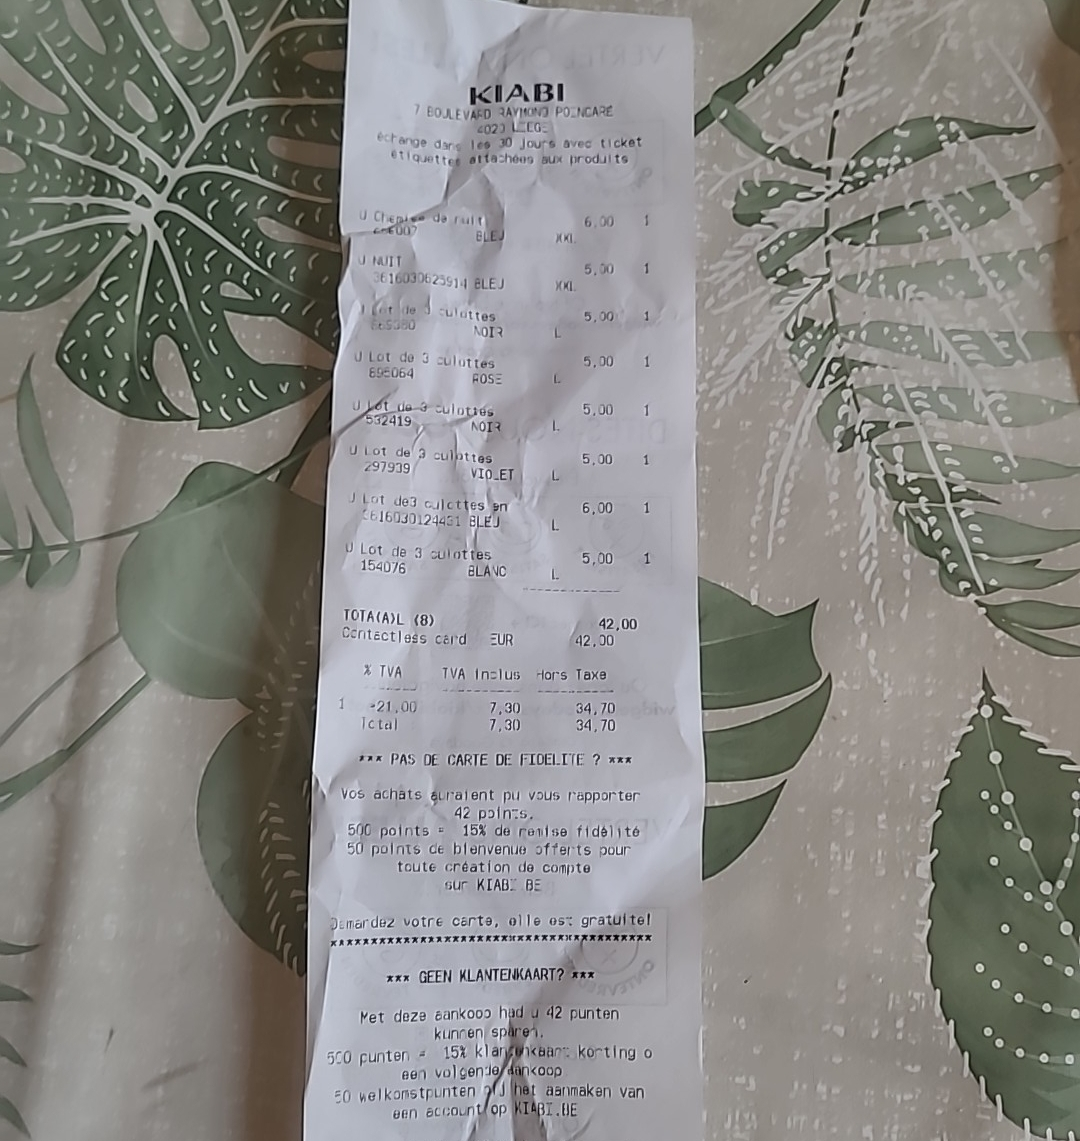 KIABI
7 BOULEVARD RAYMOND POINCARE
4020 LIEGE
échange dans les 30 jours avec ticket
étiquettes attachées aux produits
U Chemise de nuit 6,00 1
BLEU XXL
U NUIT 5,00 1
3616030625914 BLEU XXL
U Lot de 3 culottes 5,00 1
NOIR L
U Lot de 3 culottes 5,00 1
895064 ROSE L
U Lot de 3 culottes 5,00 1
532419 NOIR L
U Lot de 3 culottes 5,00 1
297939 VIOLET L
U Lot de3 culottes en 6,00 1
3616030124431 BLEU L
U Lot de 3 culottes 5,00 1
154076 BLANC L
------------
TOTA(A)L (8) 42,00
Contactless card EUR 42,00
% TVA TVA Inclus Hors Taxe
1 =21,00 7,30 34,70
Total 7,30 34,70
*** PAS DE CARTE DE FIDELITE ? ***
Vos achats auraient pu vous rapporter
42 points.
500 points = 15% de remise fidélité
50 points de bienvenue offerts pour
toute création de compte
sur KIABI.BE
Demandez votre carte, elle est gratuite!
****************************************
*** GEEN KLANTENKAART? ***
Met deze aankoop had u 42 punten
kunnen sparen.
500 punten = 15% klantenkaart korting o
een volgende aankoop
50 welkomstpunten bij het aanmaken van
een account op KIABI.BE